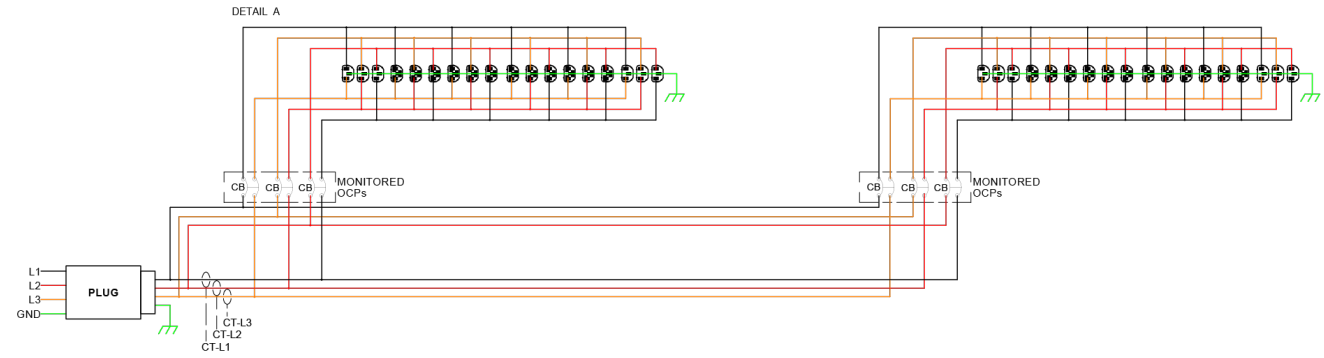 DETAIL A
CB CB CB MONITORED
OCPs
CB CB CB MONITORED
OCPs
L1
L2
L3
GND
PLUG
CT-L3
CT-L2
CT-L1